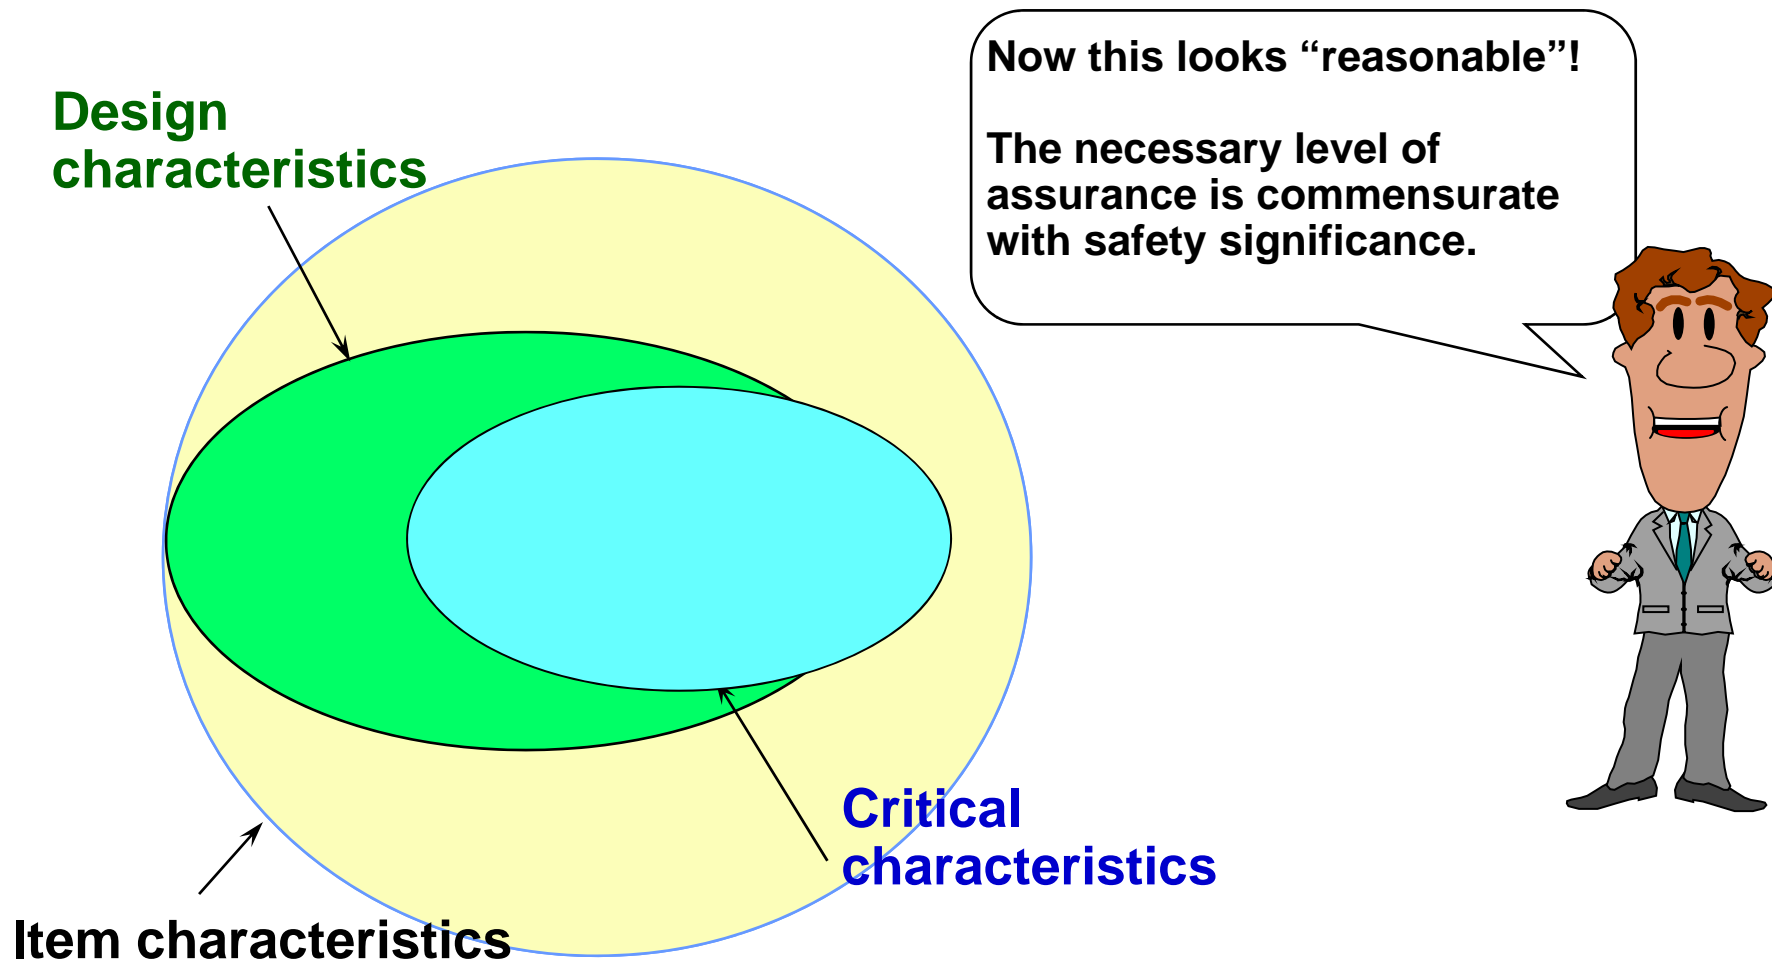 Now this looks “reasonable”!
The necessary level of
assurance is commensurate
with safety significance.
Design
characteristics
Critical
characteristics
Item characteristics